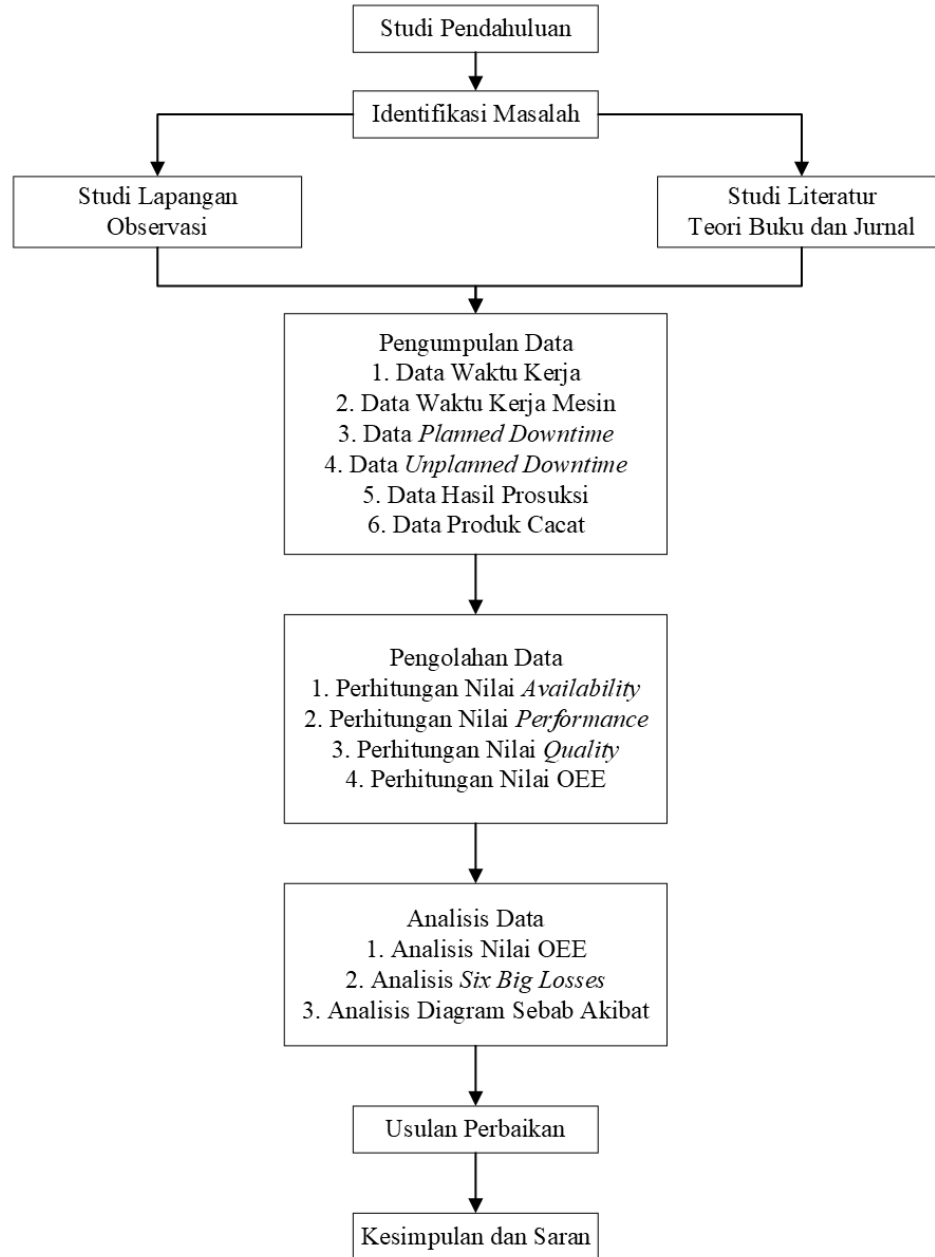 Studi Pendahuluan
Identifikasi Masalah
Studi Lapangan
Observasi
Studi Literatur
Teori Buku dan Jurnal
Pengumpulan Data
1. Data Waktu Kerja
2. Data Waktu Kerja Mesin
3. Data Planned Downtime
4. Data Unplanned Downtime
5. Data Hasil Prosuksi
6. Data Produk Cacat
Pengolahan Data
1. Perhitungan Nilai Availability
2. Perhitungan Nilai Performance
3. Perhitungan Nilai Quality
4. Perhitungan Nilai OEE
Analisis Data
1. Analisis Nilai OEE
2. Analisis Six Big Losses
3. Analisis Diagram Sebab Akibat
Usulan Perbaikan
Kesimpulan dan Saran